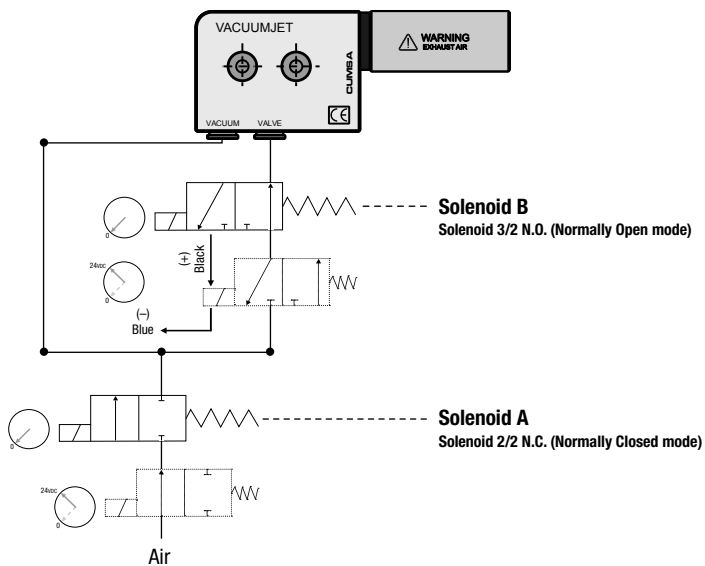 VACUUMJET
WARNING
EXHAUST AIR
CUMSA
CE
VACUUM
VALVE
0
Solenoid B
Solenoid 3/2 N.O. (Normally Open mode)
24VDC
0
(+)
Black
(–)
Blue
0
Solenoid A
Solenoid 2/2 N.C. (Normally Closed mode)
24VDC
0
Air